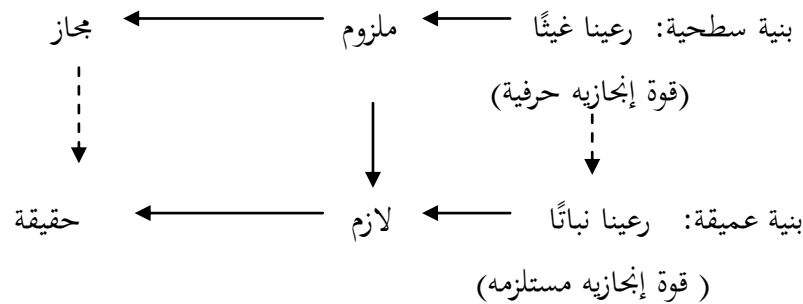 بنية سطحية: رعينا غيثًا ملزوم مجاز
(قوة إنجازيه حرفية)
بنية عميقة: رعينا نباتًا لازم حقيقة
( قوة إنجازيه مستلزمه)